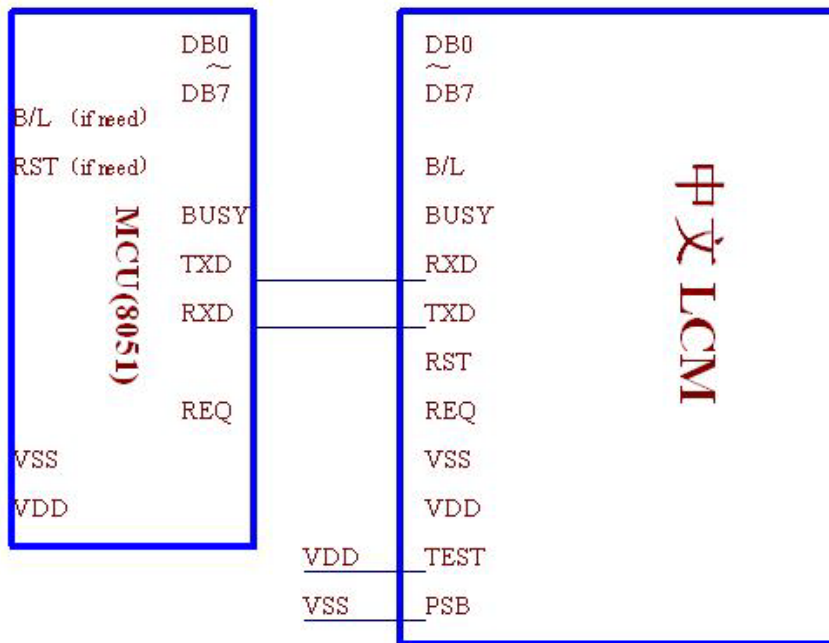 DB0
~
DB7
B/L (if need)
RST (if need)
BUSY
TXD
RXD
REQ
VSS
VDD
MCU(8051)
DB0
~
DB7
B/L
BUSY
RXD
TXD
RST
REQ
VSS
VDD
VDD TEST
VSS PSB
中文 LCM